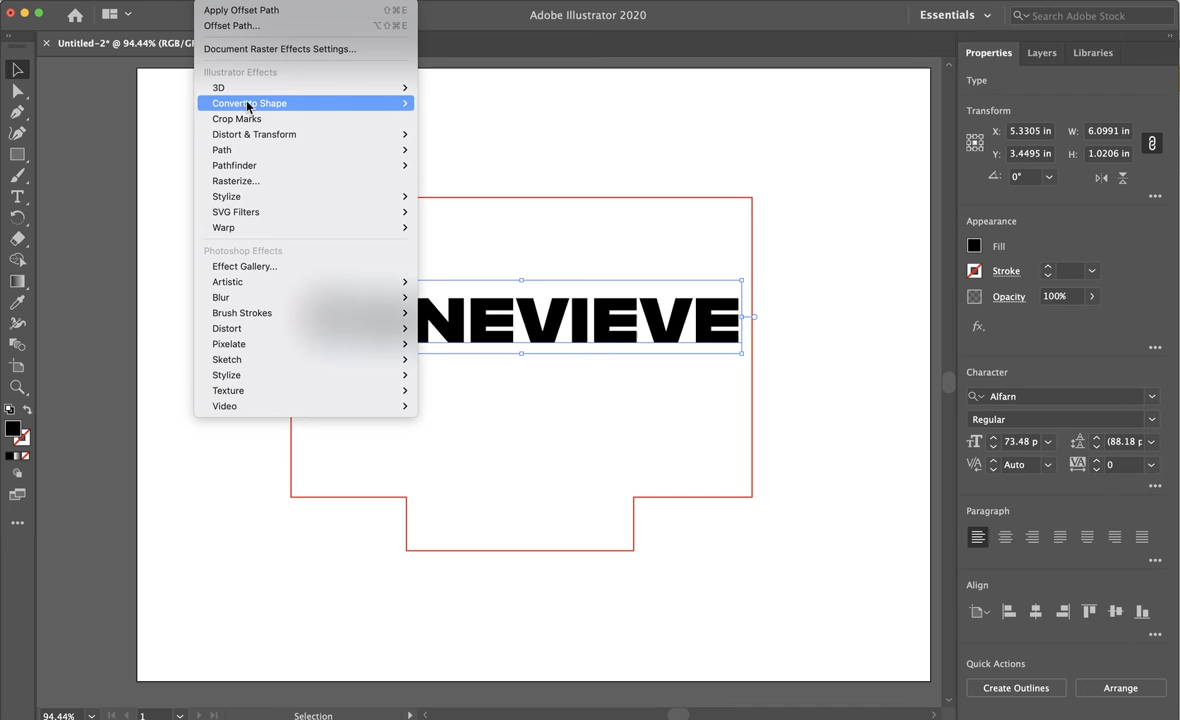 Adobe Illustrator 2020
Essentials
Search Adobe Stock
Untitled-2* @ 94.44% (RGB/GP
Apply Offset Path ⇧⌘E
Offset Path... ⌥⇧⌘E
Document Raster Effects Settings...
Illustrator Effects
3D
Convert to Shape
Crop Marks
Distort & Transform
Path
Pathfinder
Rasterize...
Stylize
SVG Filters
Warp
Photoshop Effects
Effect Gallery...
Artistic
Blur
Brush Strokes
Distort
Pixelate
Sketch
Stylize
Texture
Video
NEVIEVE
Properties Layers Libraries
Type
Transform
X: 5.3305 in W: 6.0991 in
Y: 3.4495 in H: 1.0206 in
0°
Appearance
Fill
Stroke
Opacity 100%
fx.
Character
Alfarn
Regular
73.48 p (88.18 p
Auto 0
Paragraph
Align
Quick Actions
Create Outlines Arrange
94.44% 1 Selection